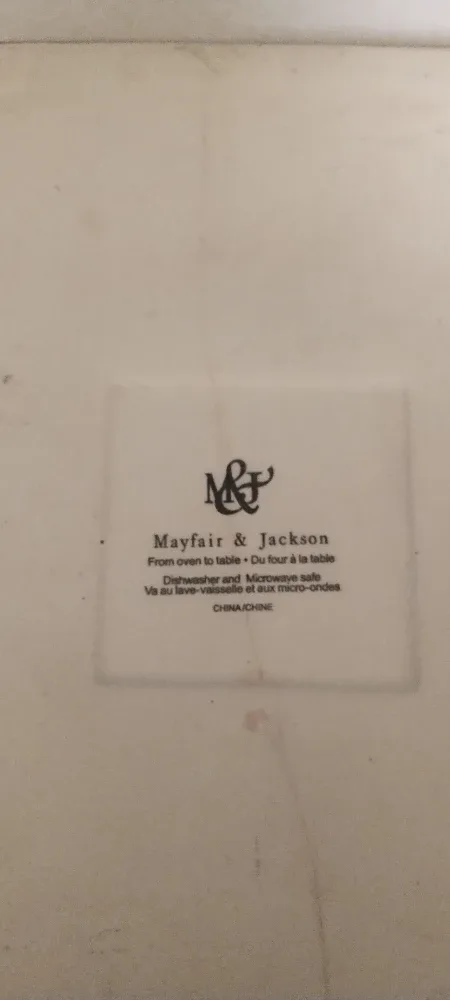 M&J
Mayfair & Jackson
From oven to table • Du four à la table
Dishwasher and Microwave safe
Va au lave-vaisselle et aux micro-ondes
CHINA/CHINE